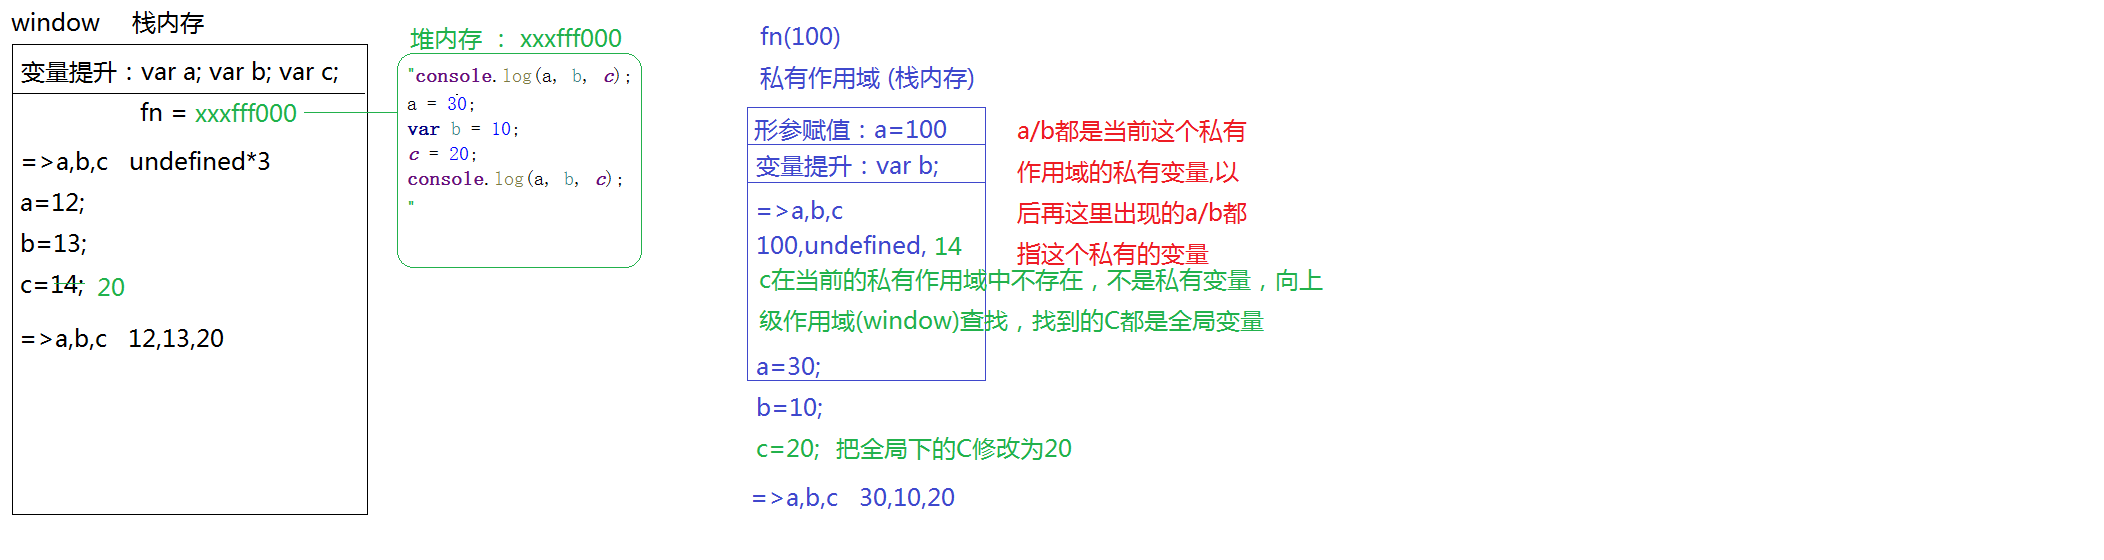 window 栈内存
变量提升：var a; var b; var c;
fn = xxxfff000
=>a,b,c undefined*3
a=12;
b=13;
c=14; 20
=>a,b,c 12,13,20
堆内存 ： xxxfff000
"console.log(a, b, c);
a = 30;
var b = 10;
c = 20;
console.log(a, b, c);
"
fn(100)
私有作用域 (栈内存)
形参赋值：a=100
变量提升：var b;
=>a,b,c
100,undefined, 14
c在当前的私有作用域中不存在，不是私有变量，向上
级作用域(window)查找，找到的C都是全局变量
a=30;
b=10;
c=20; 把全局下的C修改为20
=>a,b,c 30,10,20
a/b都是当前这个私有
作用域的私有变量,以
后再这里出现的a/b都
指这个私有的变量